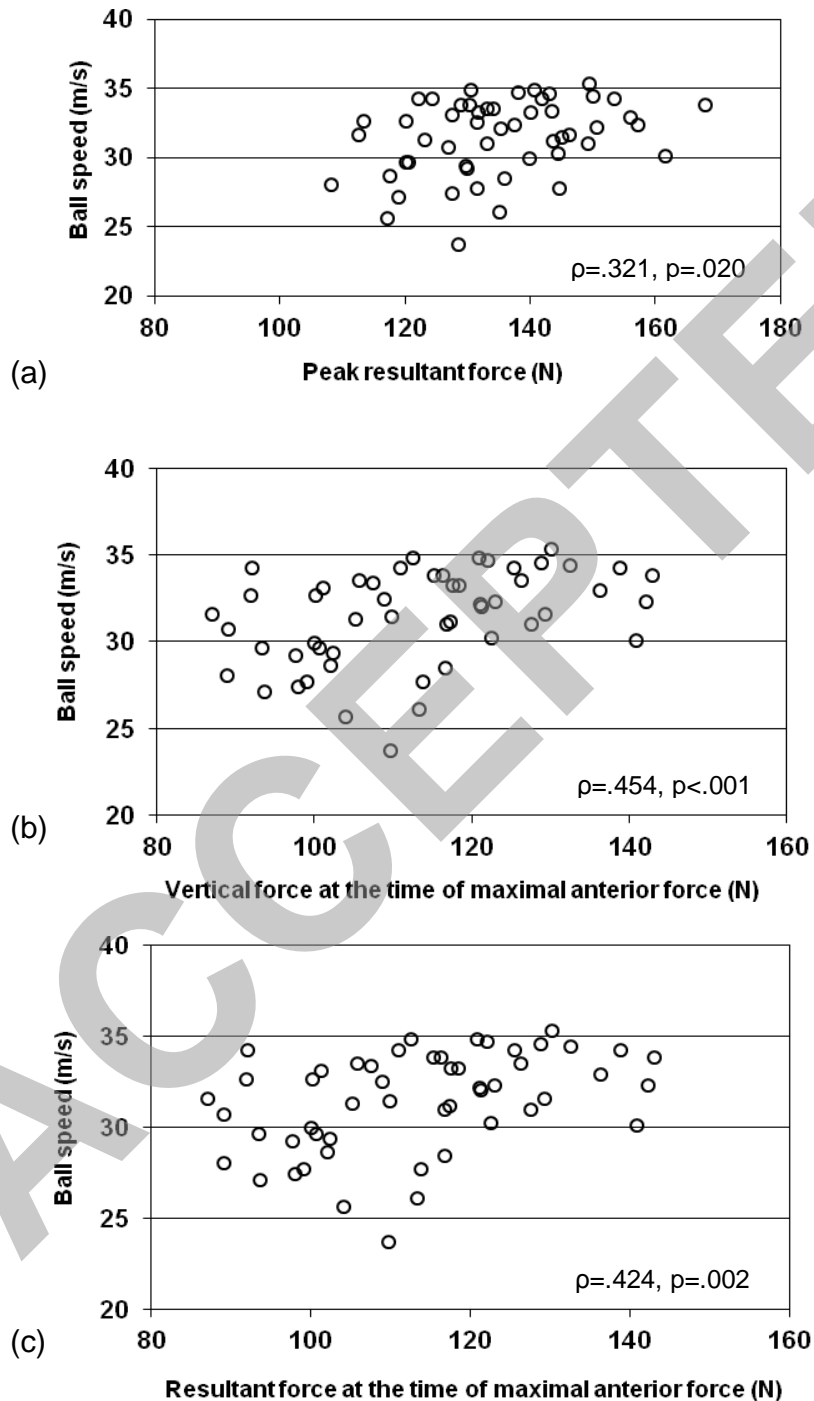 40
35
30
25
20
Ball speed (m/s)
ρ=.321, p=.020
80 100 120 140 160 180
(a)
Peak resultant force (N)
40
35
30
25
20
Ball speed (m/s)
ρ=.454, p<.001
(b)
80 100 120 140 160
Vertical force at the time of maximal anterior force (N)
40
35
30
25
20
Ball speed (m/s)
ρ=.424, p=.002
(c)
80 100 120 140 160
Resultant force at the time of maximal anterior force (N)
ACCEPTE